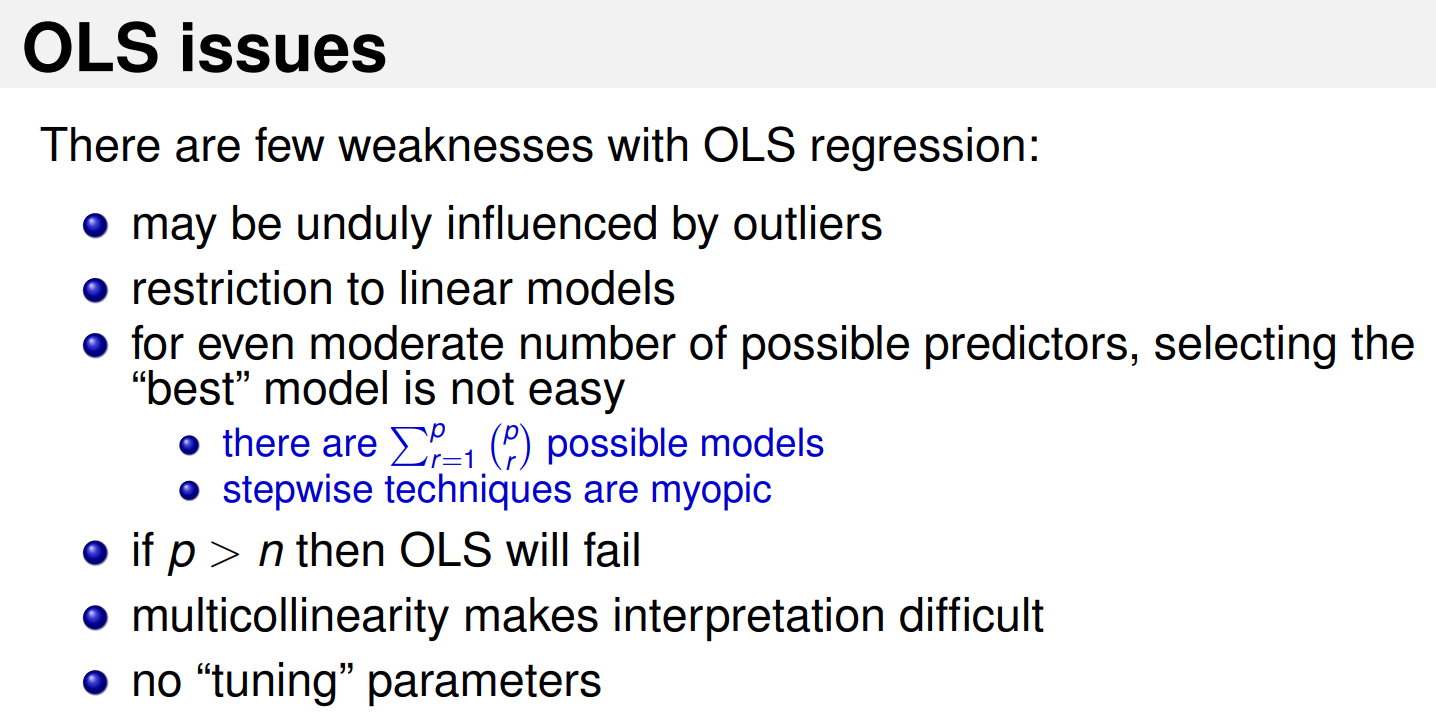 OLS issues
There are few weaknesses with OLS regression:
may be unduly influenced by outliers
restriction to linear models
for even moderate number of possible predictors, selecting the
“best” model is not easy
there are $\sum_{r=1}^{p} \binom{p}{r}$ possible models
stepwise techniques are myopic
if p > n then OLS will fail
multicollinearity makes interpretation difficult
no “tuning” parameters